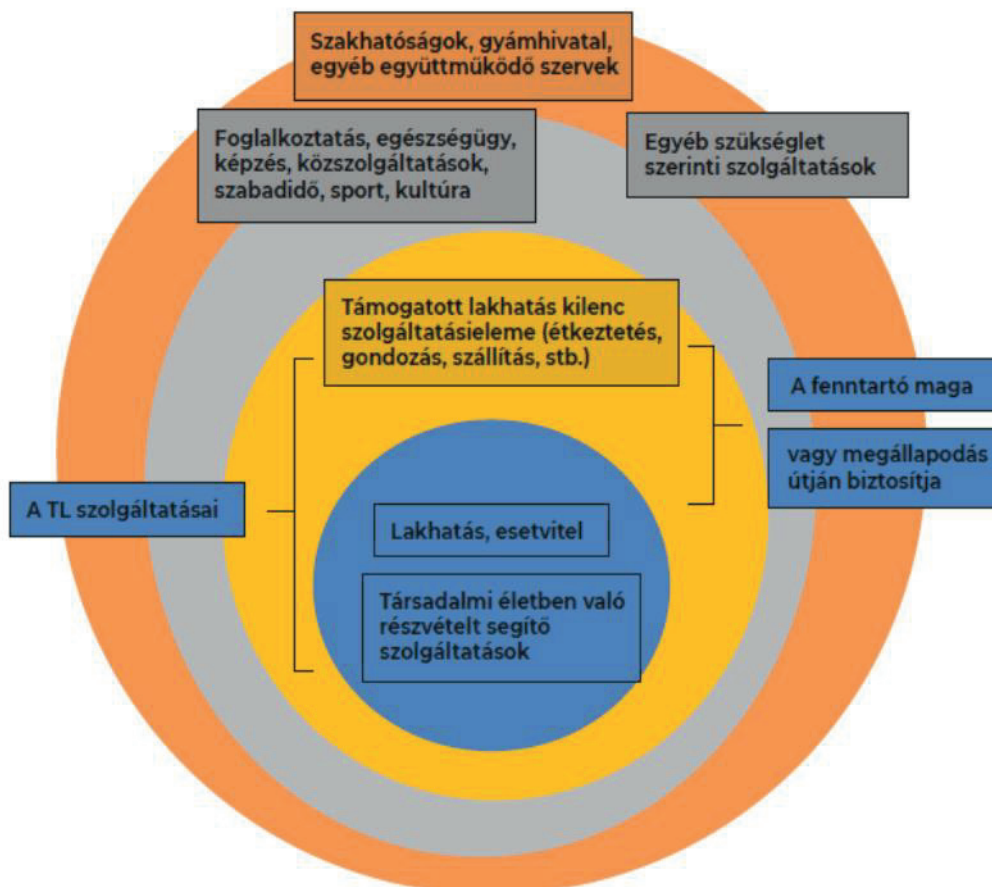 Szakhatóságok, gyámhivatal,
egyéb együttműködő szervek
Foglalkoztatás, egészségügy,
képzés, közszolgáltatások,
szabadidő, sport, kultúra
Egyéb szükséglet
szerinti szolgáltatások
Támogatott lakhatás kilenc
szolgáltatásieleme (étkeztetés,
gondozás, szállítás, stb.)
A fenntartó maga
vagy megállapodás
útján biztosítja
A TL szolgáltatásai
Lakhatás, esetvitel
Társadalmi életben való
részvételt segítő
szolgáltatások